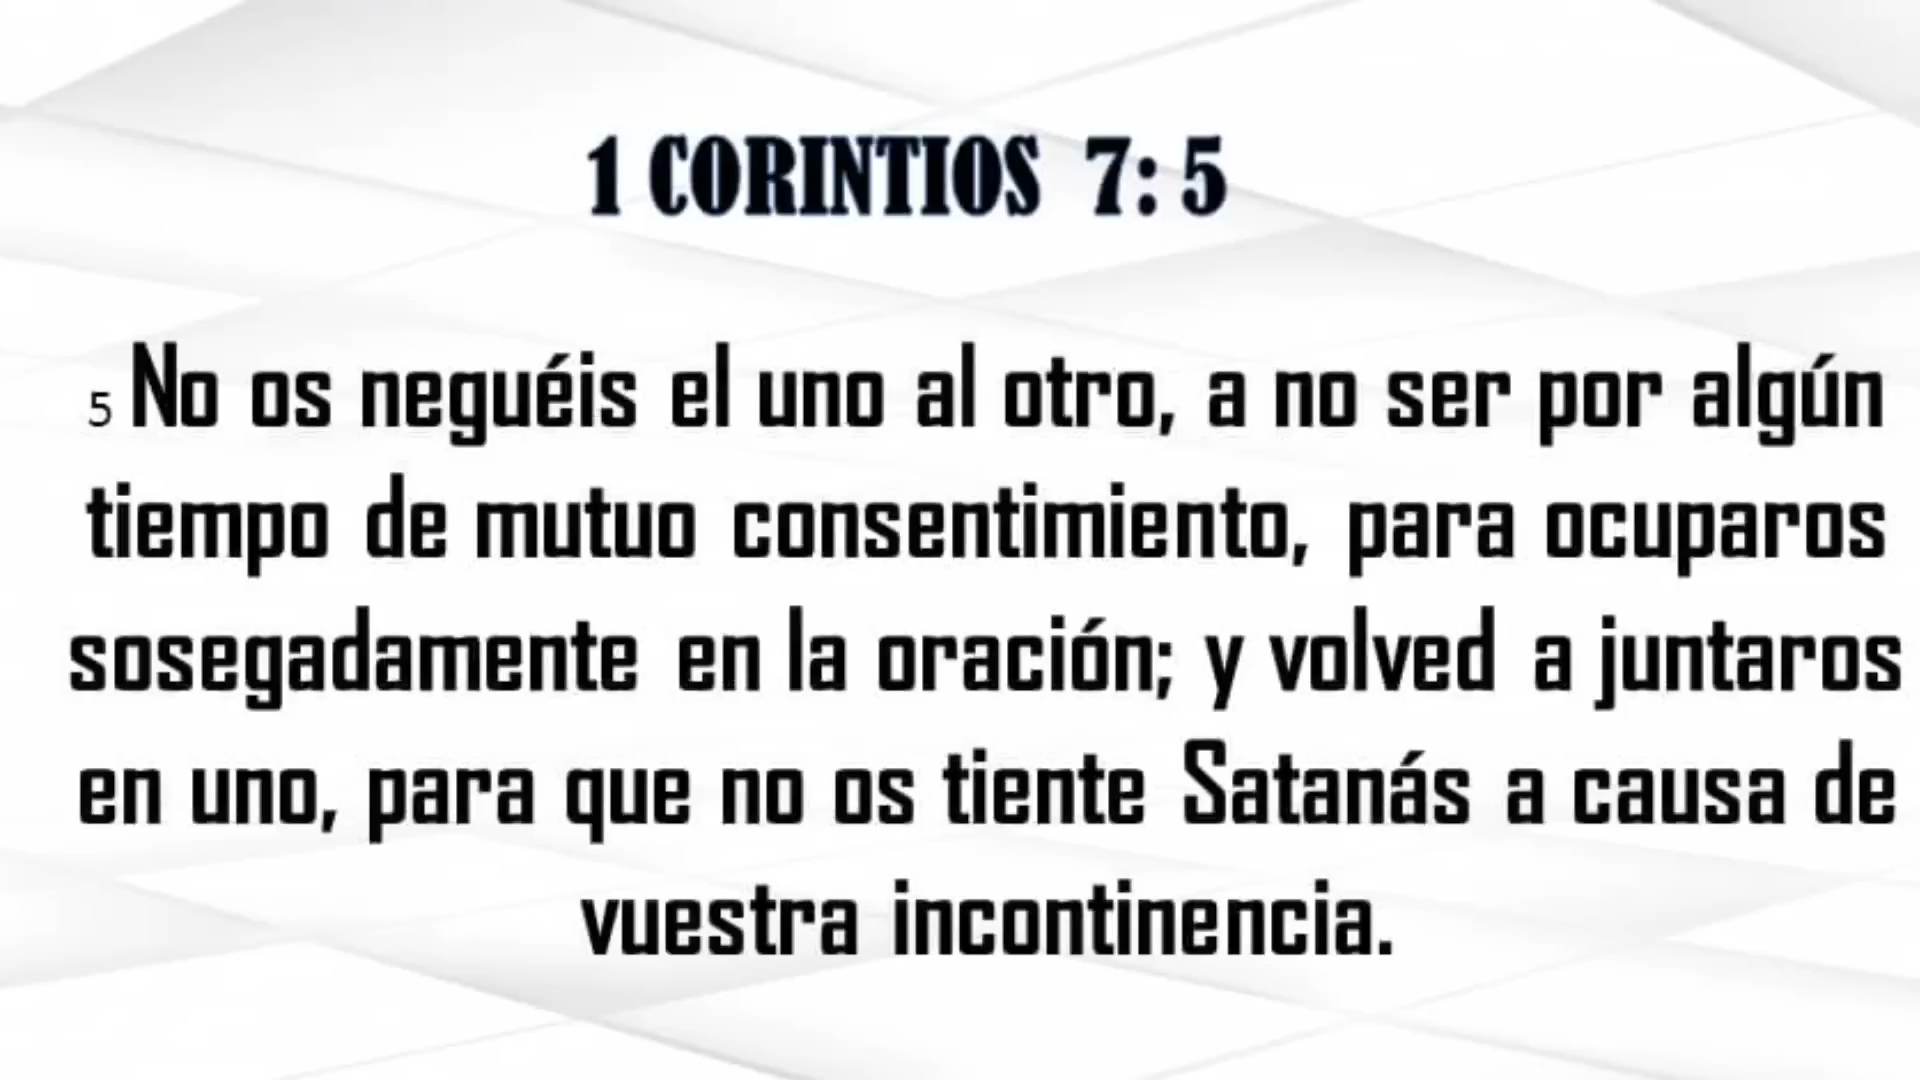 1 CORINTIOS 7: 5
5 No os neguéis el uno al otro, a no ser por algún
tiempo de mutuo consentimiento, para ocuparos
sosegadamente en la oración; y volved a juntaros
en uno, para que no os tiente Satanás a causa de
vuestra incontinencia.